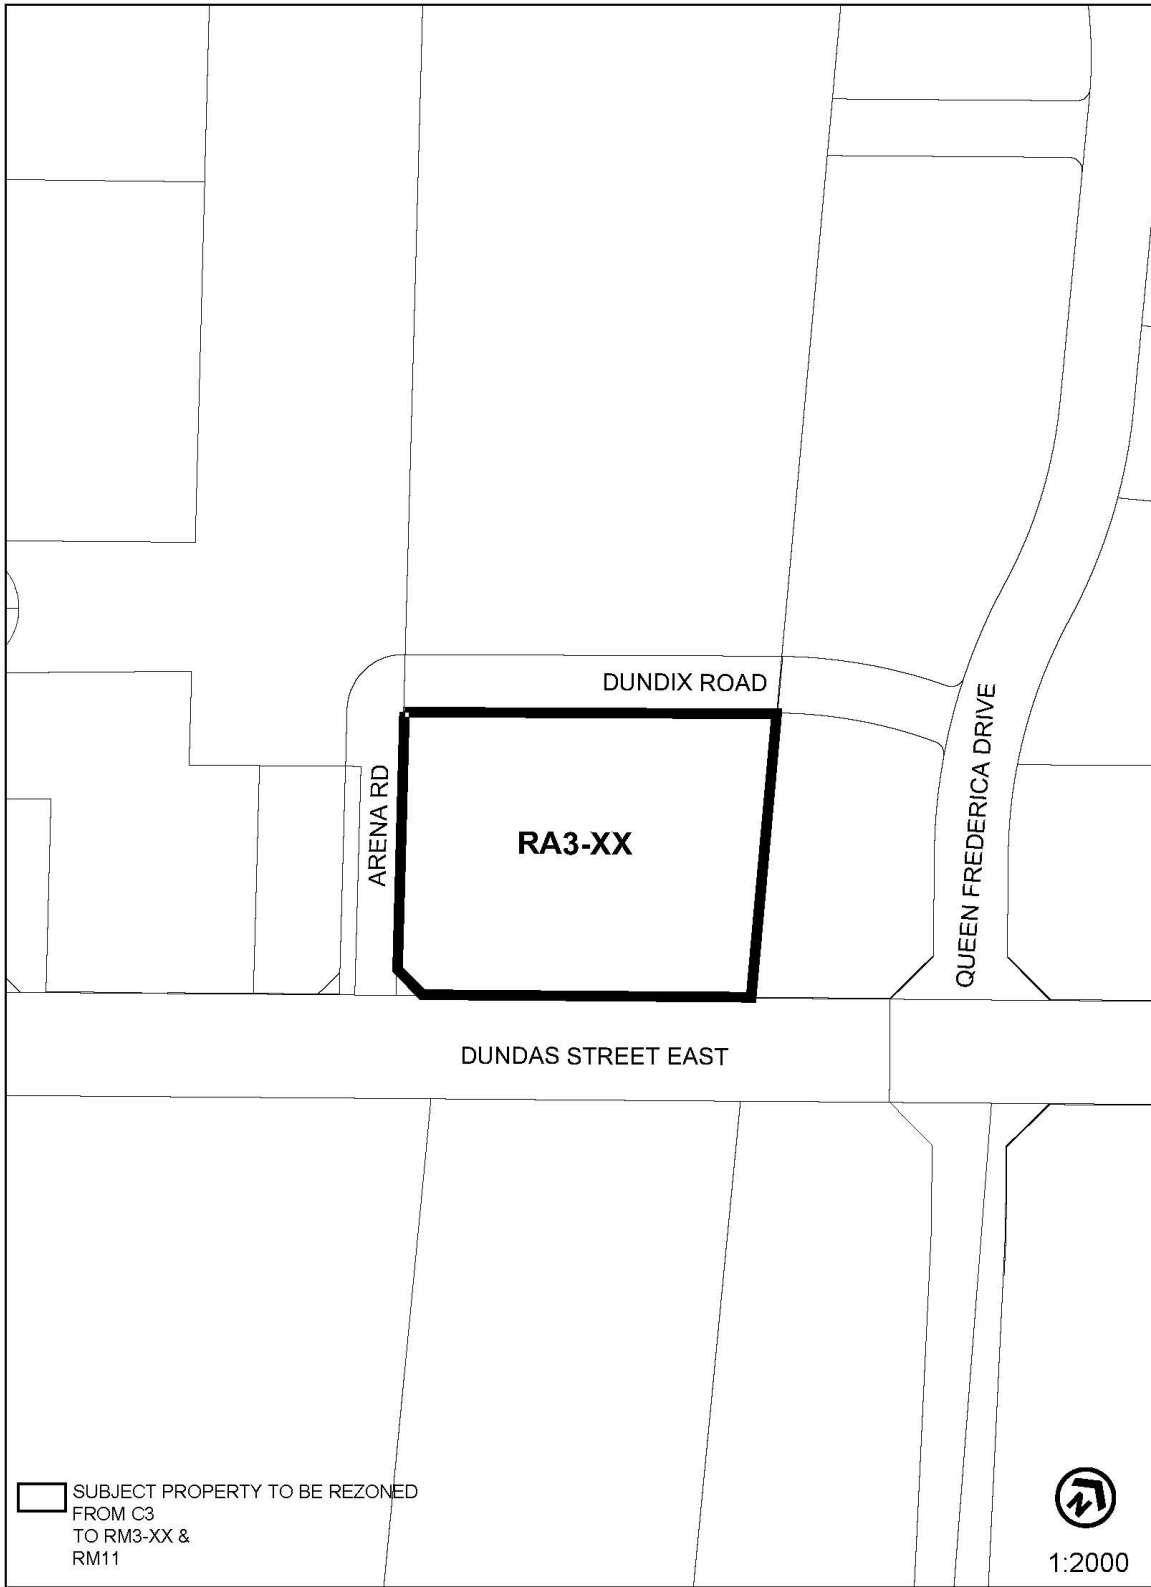 DUNDIX ROAD
QUEEN FREDERICA DRIVE
ARENA RD
RA3-XX
DUNDAS STREET EAST
SUBJECT PROPERTY TO BE REZONED
FROM C3
TO RM3-XX &
RM11
N
1:2000